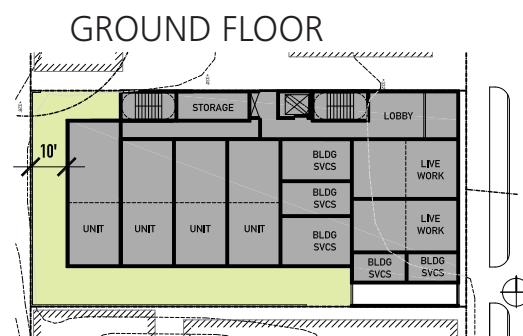 GROUND FLOOR
STORAGE
LOBBY
10'
BLDG
SVCS
LIVE
WORK
BLDG
SVCS
UNIT
UNIT
UNIT
UNIT
BLDG
SVCS
LIVE
WORK
BLDG
SVCS
BLDG
SVCS